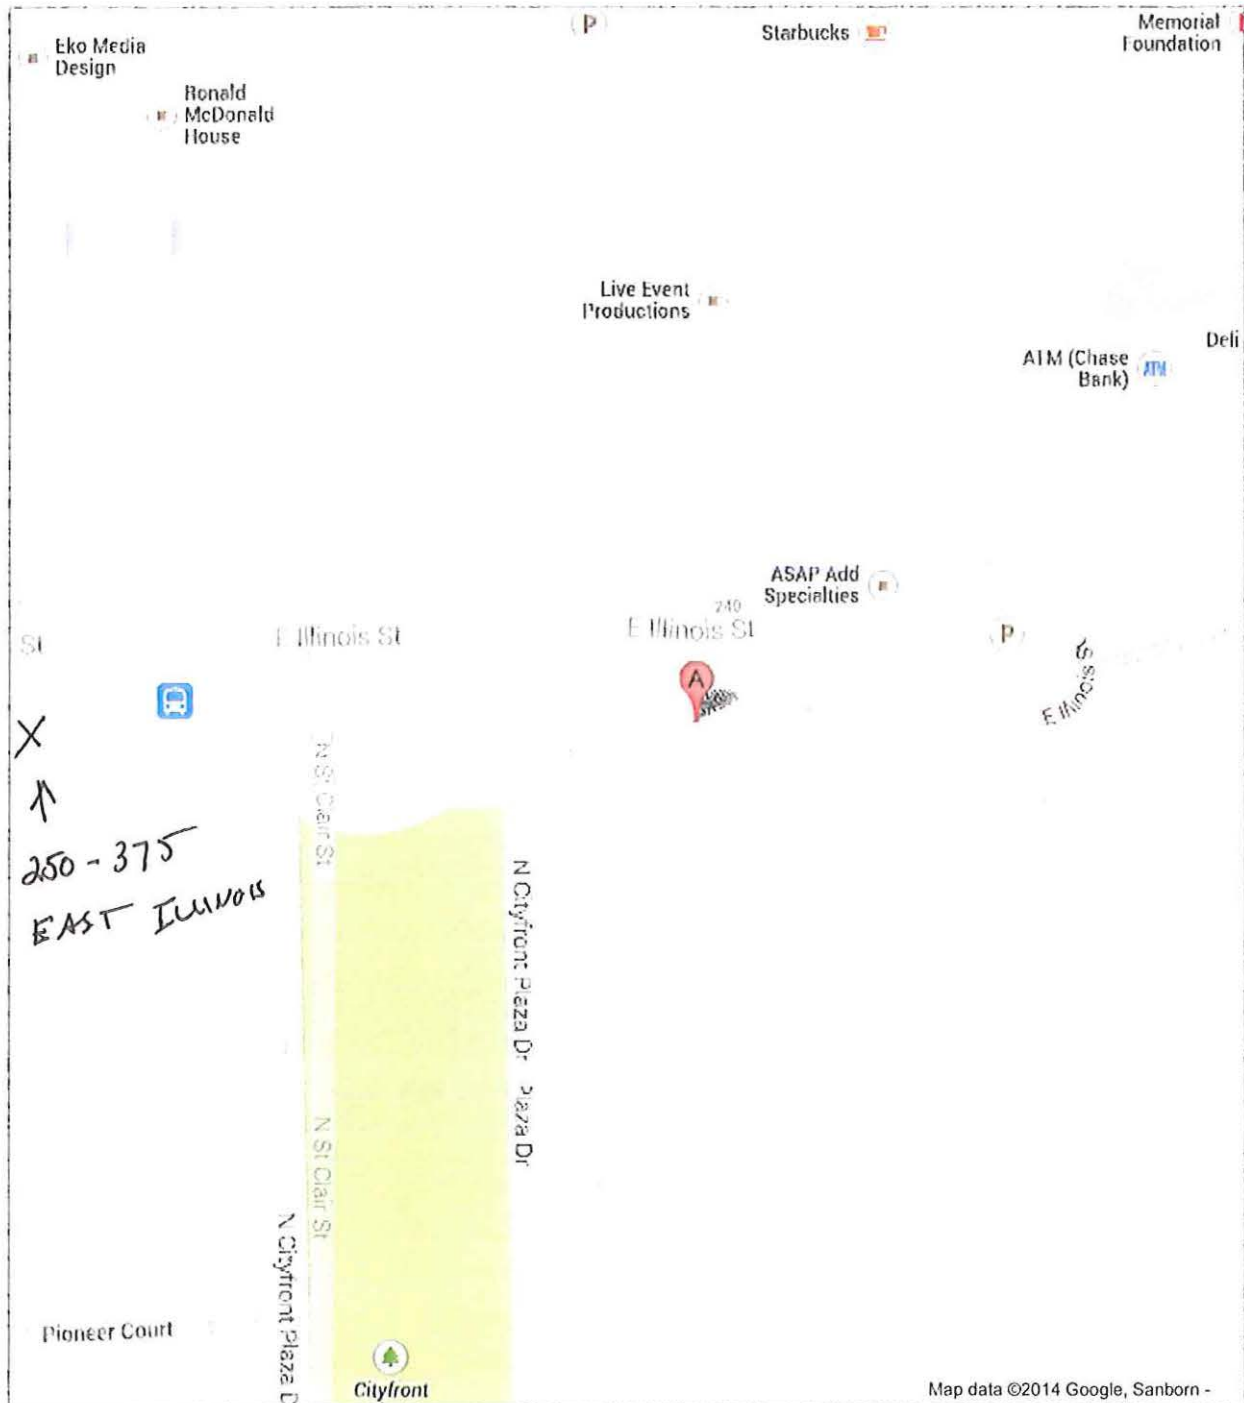 P
Starbucks
Memorial
Foundation
Eko Media
Design
Ronald
McDonald
House
Live Event
Productions
Deli
ATM (Chase
Bank)
ATM
ASAP Add
Specialties
240
St
E Illinois St
E Illinois St
P
E Illinois St
A
X
N St Clair St
250 - 375
EAST ILLINOIS
N Cityfront Plaza Dr
Plaza Dr
N St Clair St
N Cityfront Plaza D
Pioneer Court
Cityfront
Map data ©2014 Google, Sanborn -